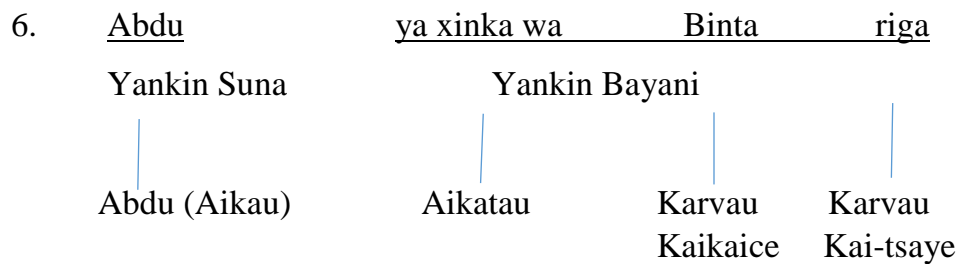 6. Abdu ya xinka wa Binta riga
Yankin Suna Yankin Bayani
Abdu (Aikau) Aikatau Karvau Karvau
Kaikaice Kai-tsaye